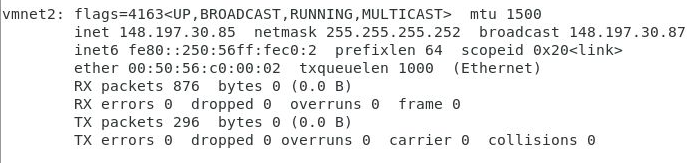 vmnet2: flags=4163<UP,BROADCAST,RUNNING,MULTICAST>  mtu 1500
        inet 148.197.30.85  netmask 255.255.255.252  broadcast 148.197.30.87
        inet6 fe80::250:56ff:fec0:2  prefixlen 64  scopeid 0x20<link>
        ether 00:50:56:c0:00:02  txqueuelen 1000  (Ethernet)
        RX packets 876  bytes 0 (0.0 B)
        RX errors 0  dropped 0  overruns 0  frame 0
        TX packets 296  bytes 0 (0.0 B)
        TX errors 0  dropped 0 overruns 0  carrier 0  collisions 0